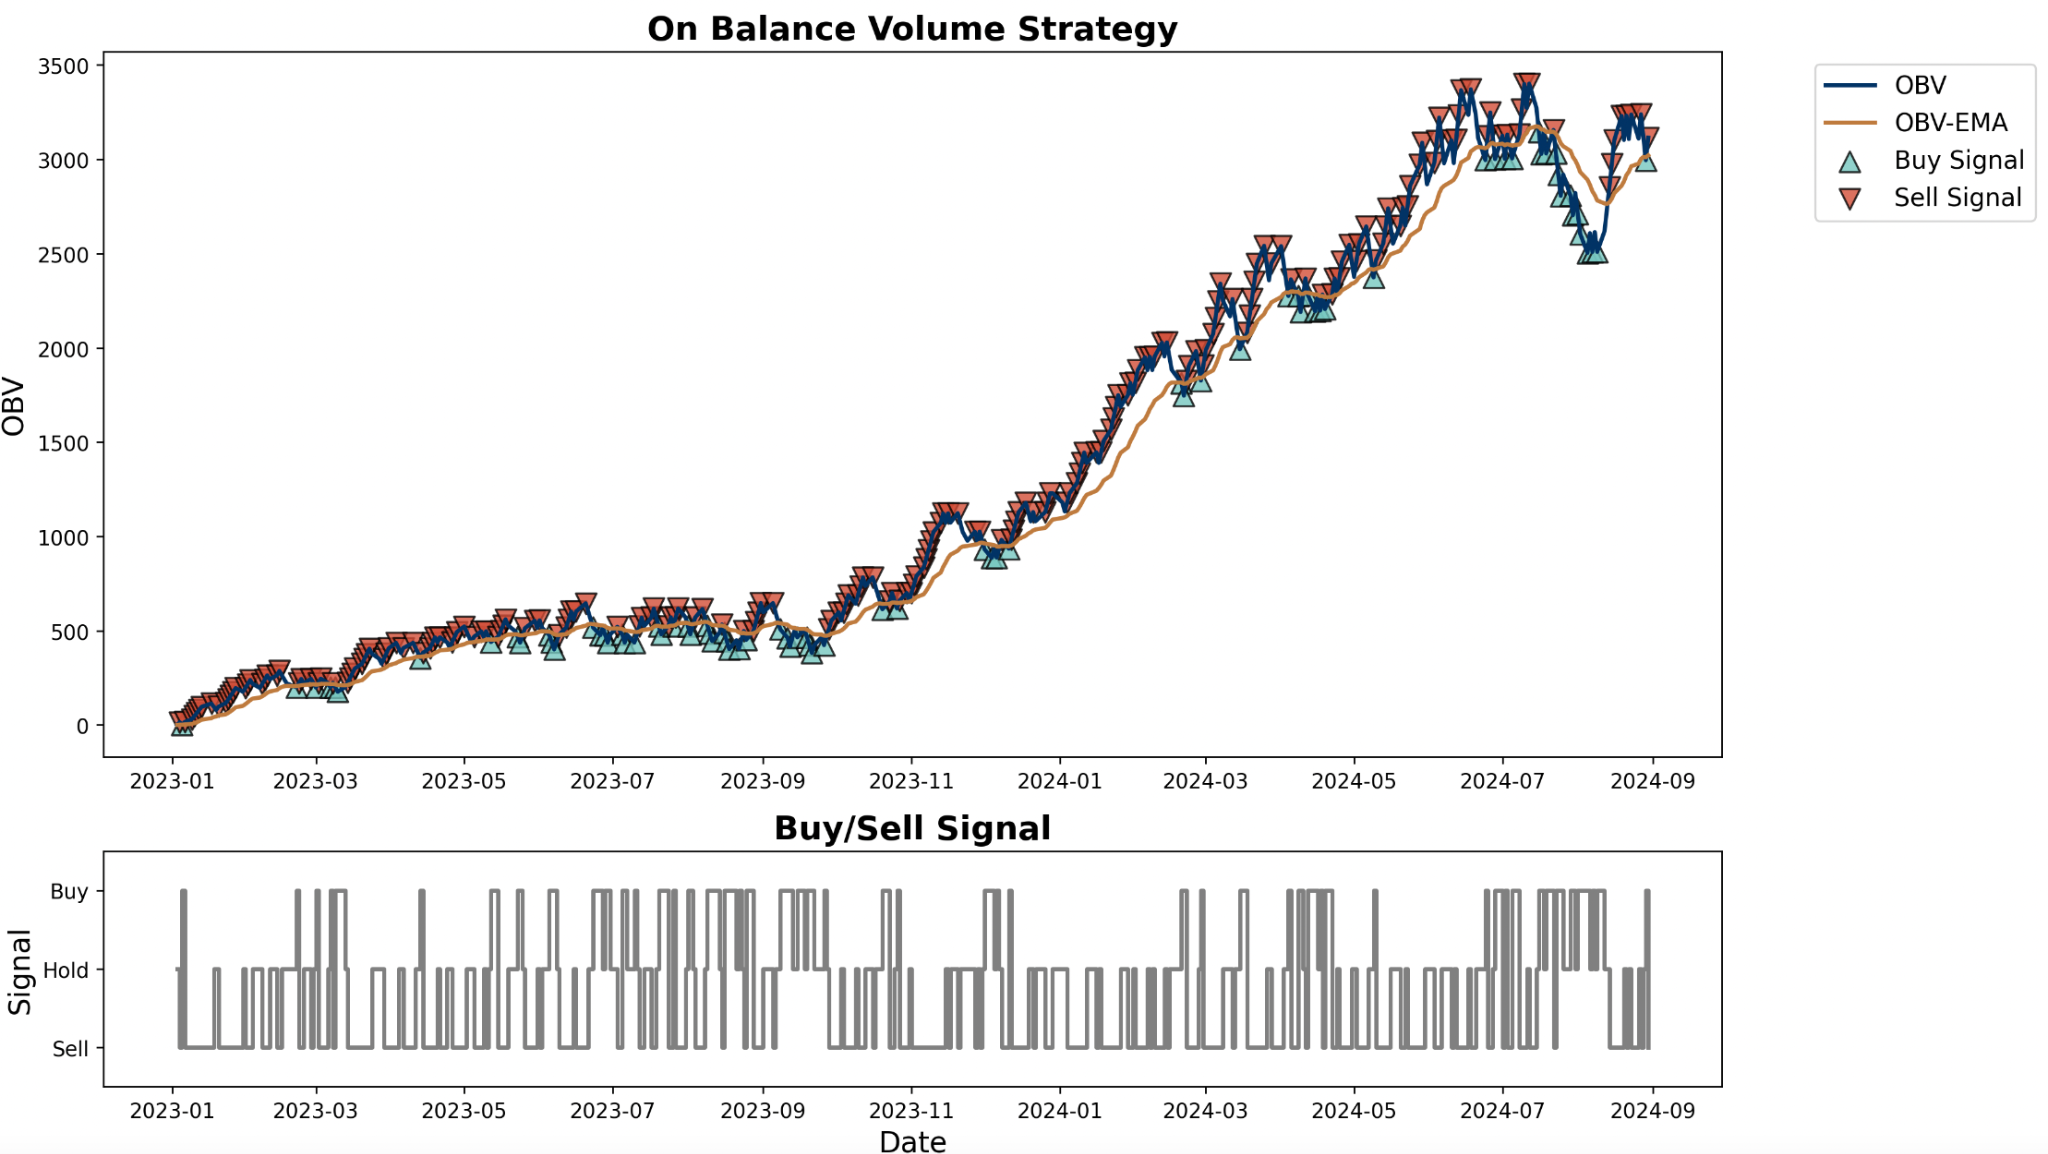 On Balance Volume Strategy
3500
3000
2500
2000
1500
1000
500
0
OBV
2023-01 2023-03 2023-05 2023-07 2023-09 2023-11 2024-01 2024-03 2024-05 2024-07 2024-09
OBV
OBV-EMA
Buy Signal
Sell Signal
Buy/Sell Signal
Buy
Hold
Sell
Signal
2023-01 2023-03 2023-05 2023-07 2023-09 2023-11 2024-01 2024-03 2024-05 2024-07 2024-09
Date